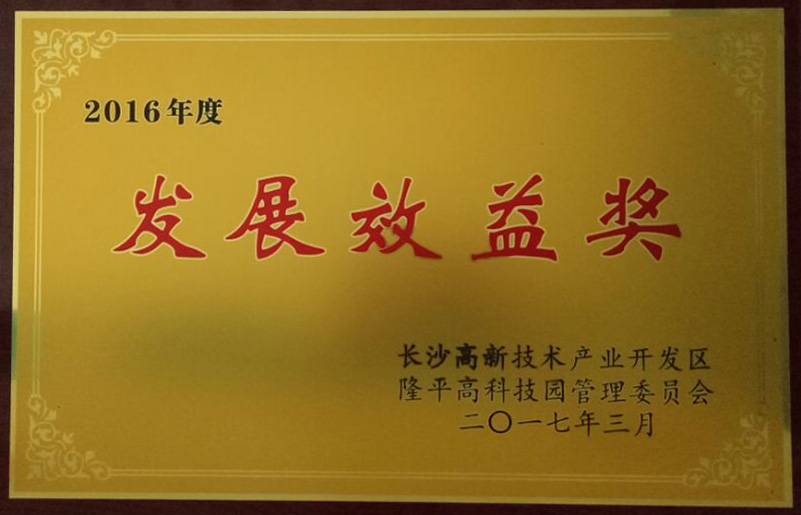 2016年度
发展效益奖
长沙高新技术产业开发区
隆平高科技园管理委员会
二〇一七年三月